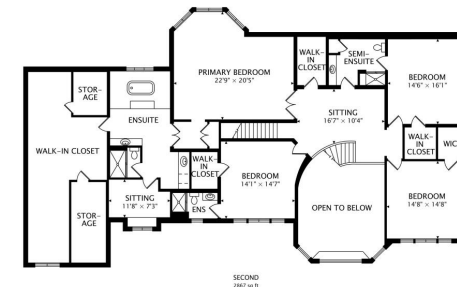 WALK-
IN
CLOSET
SEMI-
ENSUITE
STOR-
AGE
PRIMARY BEDROOM
22'9" × 20'5"
BEDROOM
14'6" × 16'1"
ENSUITE
SITTING
16'7" × 10'4"
WALK-IN CLOSET
WALK-
IN
CLOSET
WIC
WALK-
IN
CLOSET
BEDROOM
14'1" × 14'7"
SITTING
11'8" × 7'3"
STOR-
AGE
ENS
OPEN TO BELOW
BEDROOM
14'8" × 14'8"
SECOND
2867 sq ft